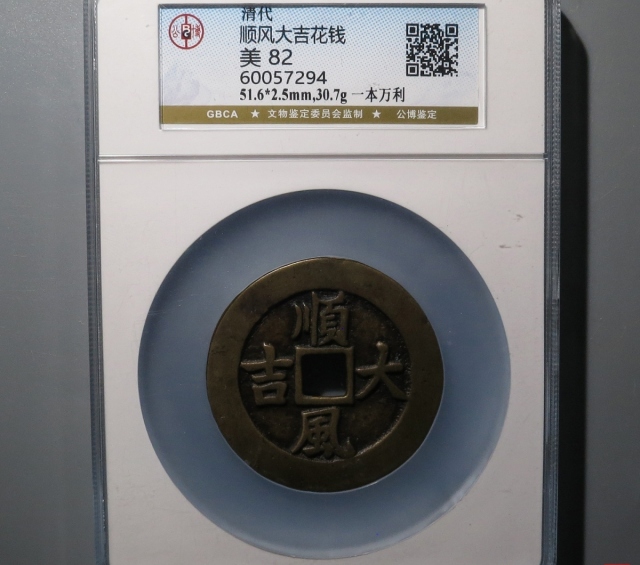 清代
顺风大吉花钱
美 82
60057294
51.6*2.5mm,30.7g 一本万利
GBCA ★ 文物鉴定委员会监制 ★ 公博鉴定
公 博
順
吉 大
風